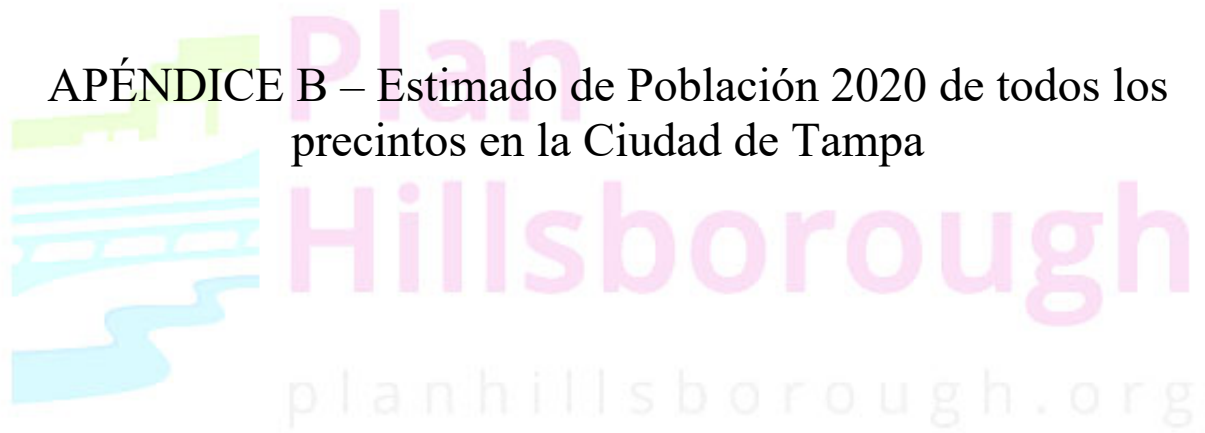 Plan
APÉNDICE B – Estimado de Población 2020 de todos los
precintos en la Ciudad de Tampa
Hillsborough
planhillsborough.org